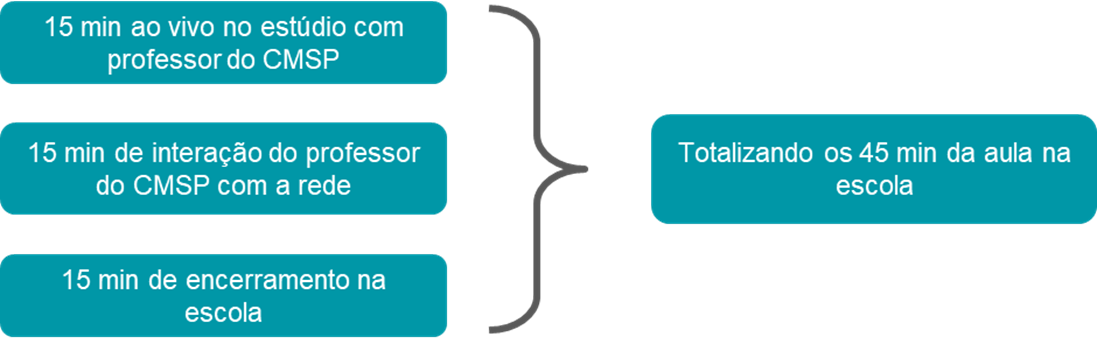 15 min ao vivo no estúdio com
professor do CMSP
15 min de interação do professor
do CMSP com a rede
15 min de encerramento na
escola
Totalizando os 45 min da aula na
escola